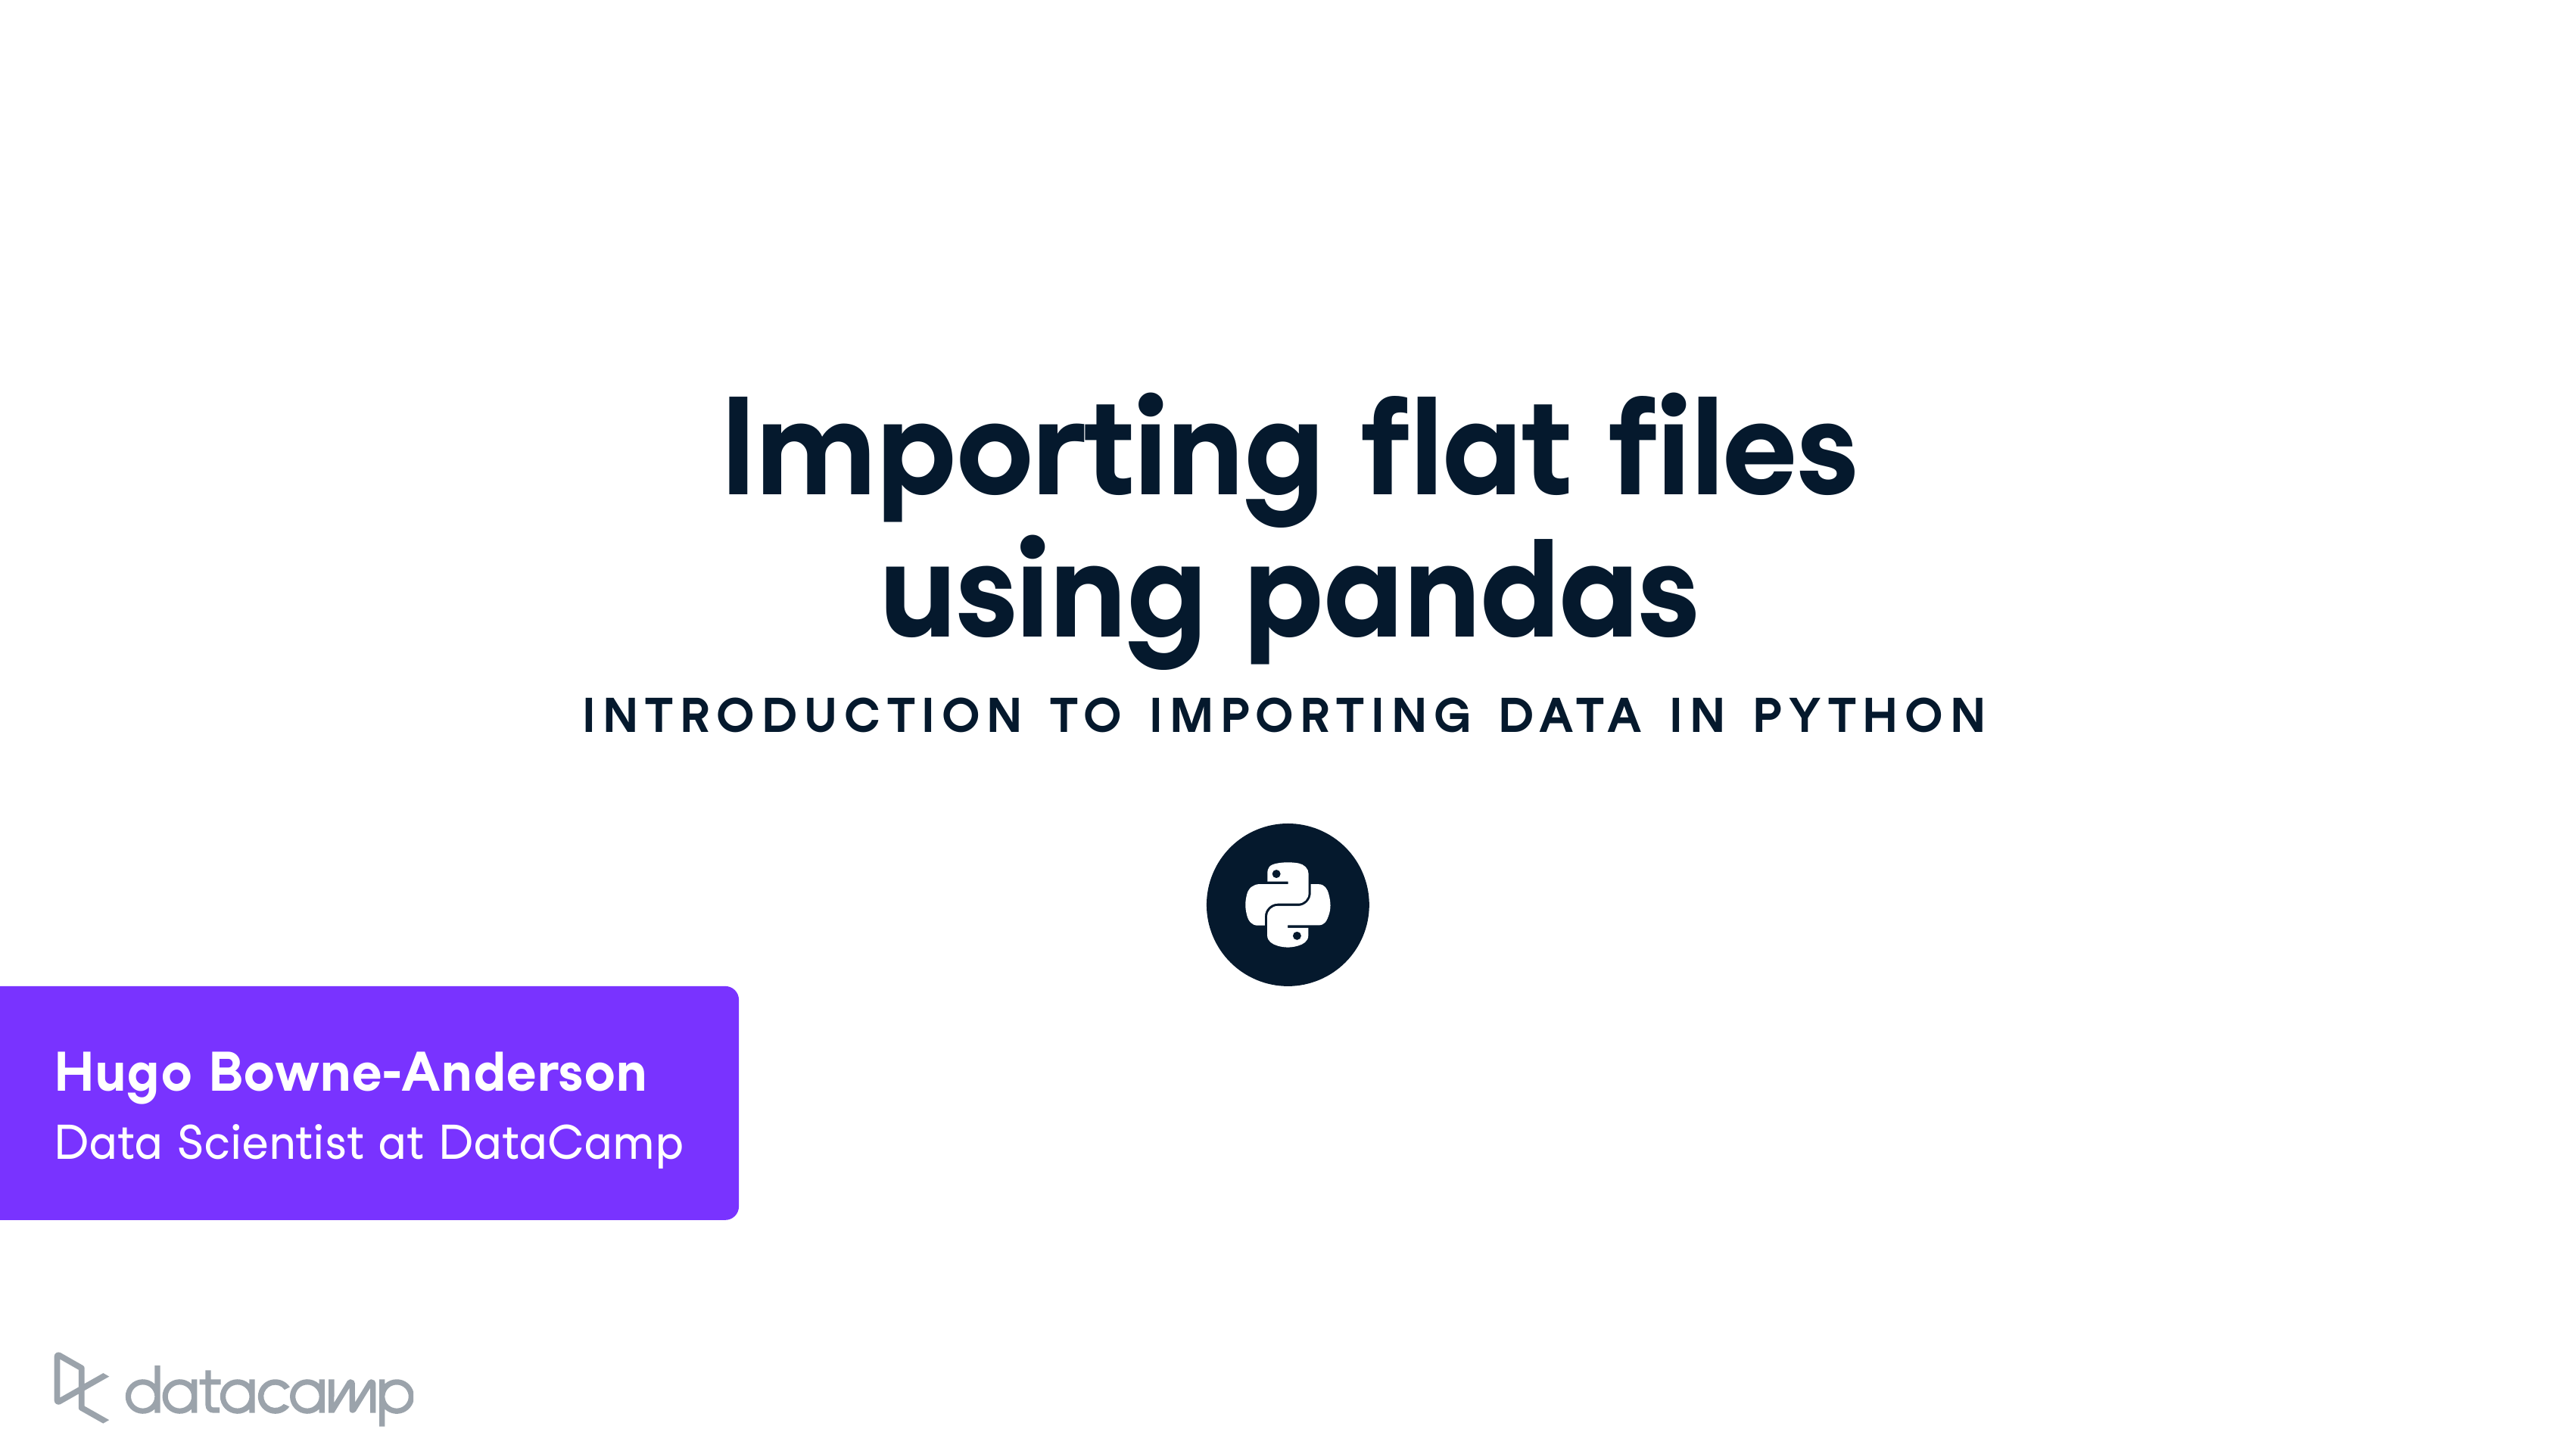 Importing flat files
using pandas
INTRODUCTION TO IMPORTING DATA IN PYTHON
Hugo Bowne-Anderson
Data Scientist at DataCamp
datacamp